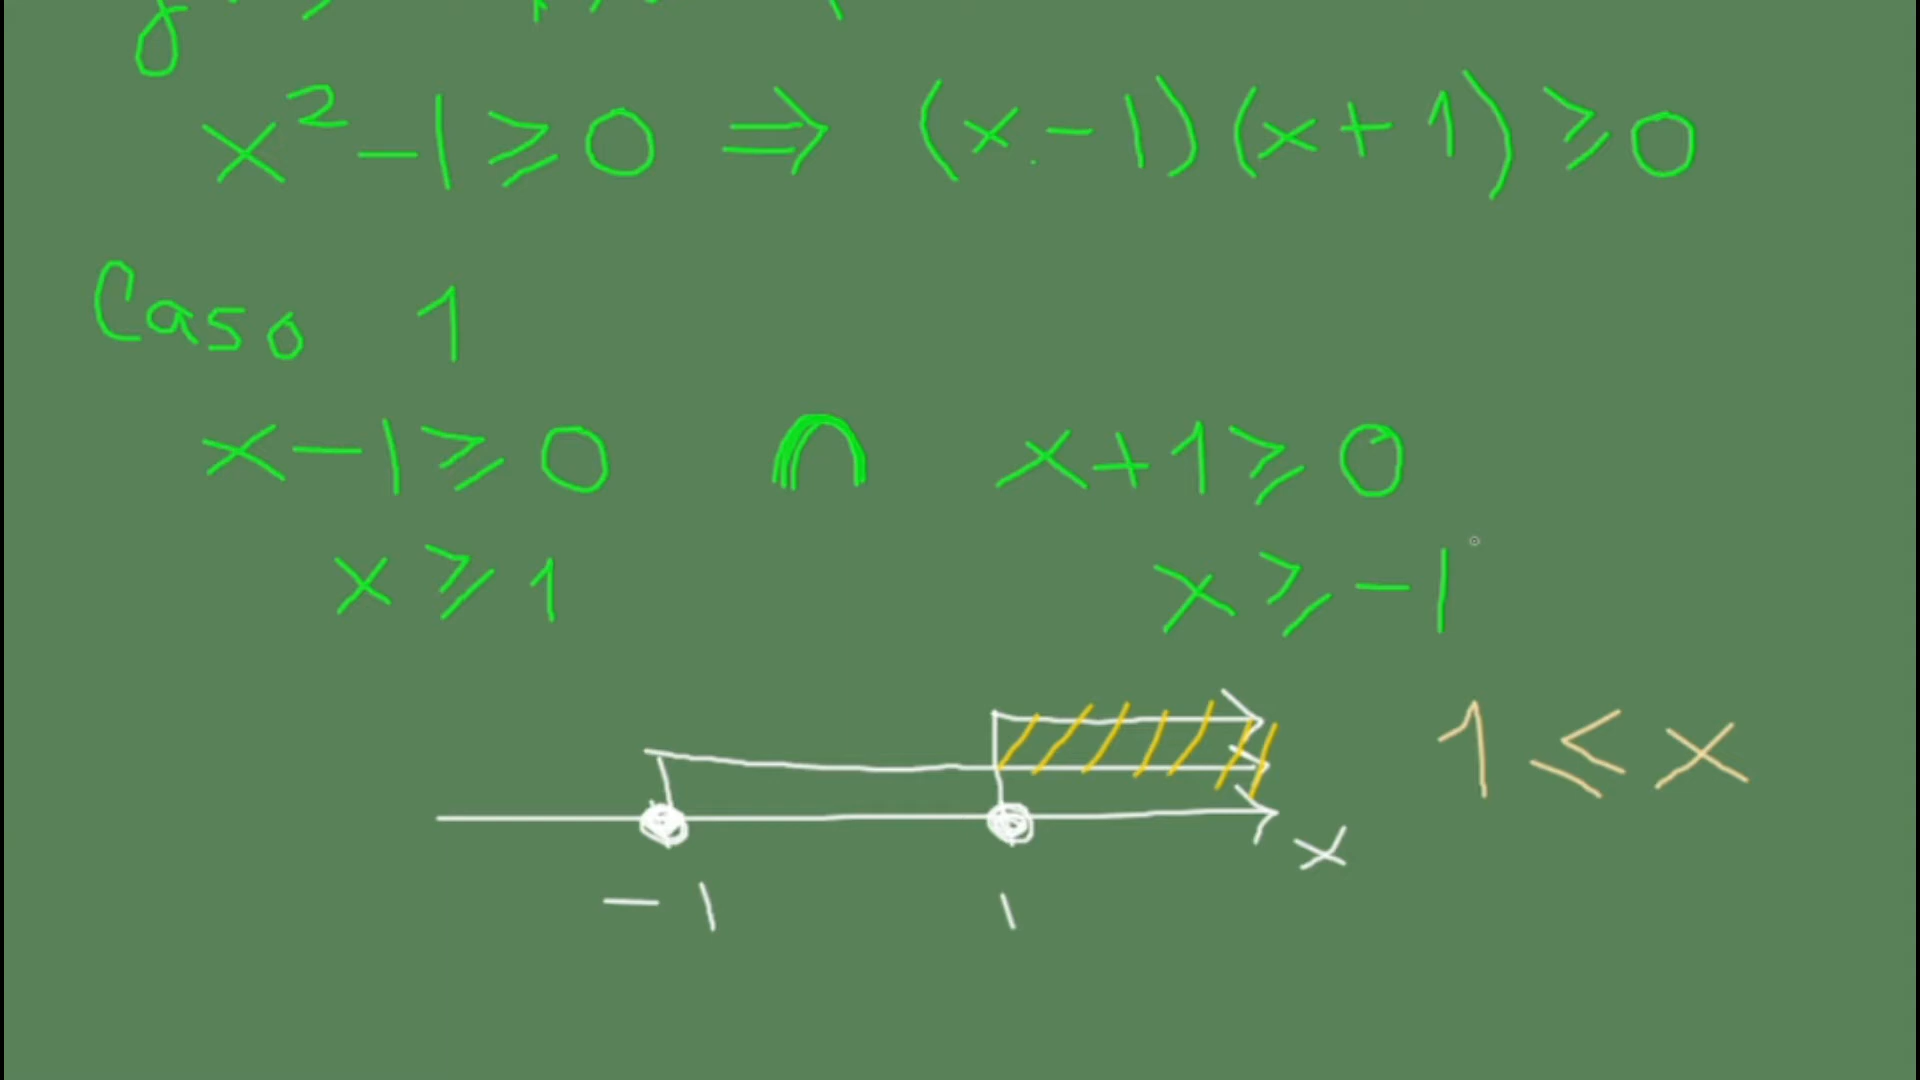 x² - 1 ≥ 0 ⇒ (x - 1)(x + 1) ≥ 0
Caso 1
x - 1 ≥ 0 ∩ x + 1 ≥ 0
x ≥ 1 x ≥ -1
1 ≤ x
x
-1 1